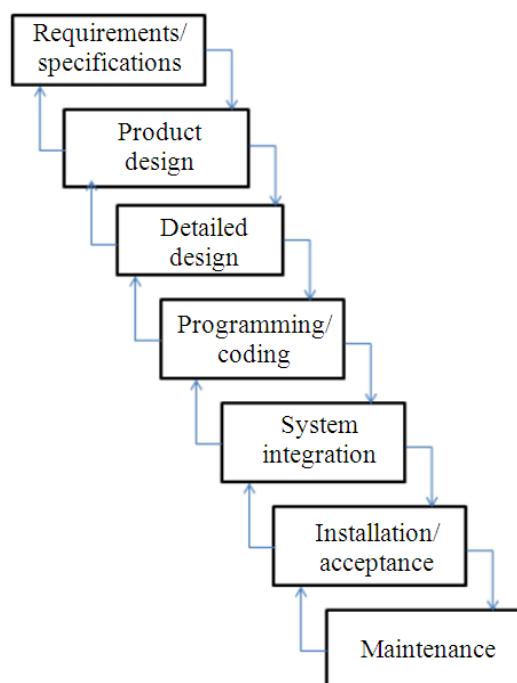 Requirements/
specifications
Product
design
Detailed
design
Programming/
coding
System
integration
Installation/
acceptance
Maintenance